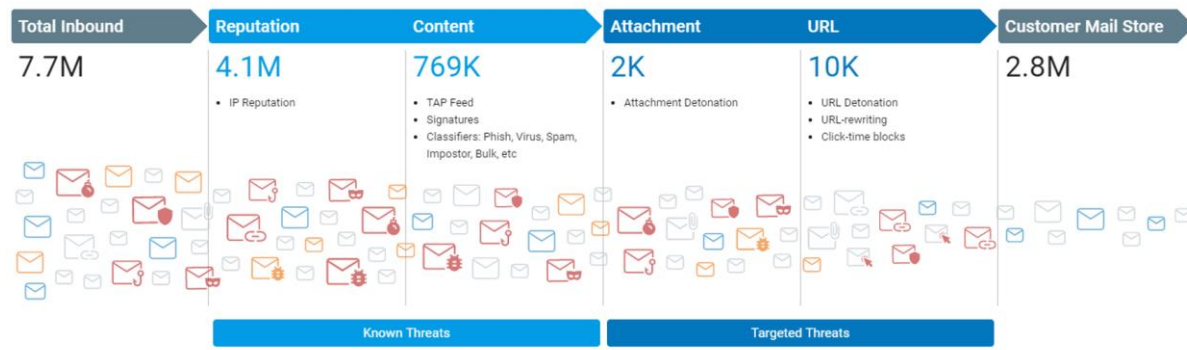 Total Inbound
Reputation
Content
Attachment
URL
Customer Mail Store
7.7M
4.1M
769K
2K
10K
2.8M
• IP Reputation
• TAP Feed
• Signatures
• Classifiers: Phish, Virus, Spam,
Impostor, Bulk, etc
• Attachment Detonation
• URL Detonation
• URL-rewriting
• Click-time blocks
Known Threats
Targeted Threats